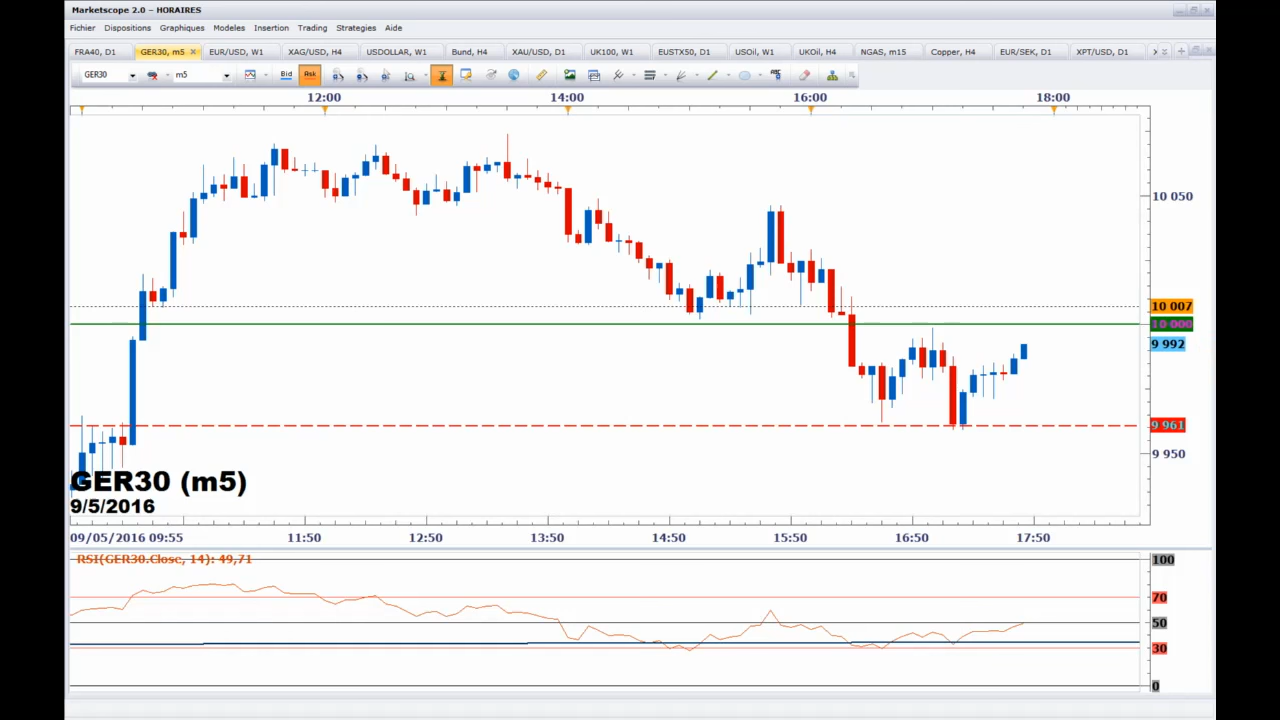 Marketscope 2.0 – HORAIRES
Fichier Dispositions Graphiques Modeles Insertion Trading Strategies Aide
FRA40, D1 GER30, m5 EUR/USD, W1 XAG/USD, H4 USDOLLAR, W1 Bund, H4 XAU/USD, D1 UK100, W1 EUSTX50, D1 USOil, W1 UKOil, H4 NGAS, m15 Copper, H4 EUR/SEK, D1 XPT/USD, D1
GER30 m5 Bid Ask
12:00 14:00 16:00 18:00
10 050
10 007
10 000
9 992
9 961
9 950
GER30 (m5)
9/5/2016
09/05/2016 09:55 11:50 12:50 13:50 14:50 15:50 16:50 17:50
RSI(GER30.Close, 14): 49,71
100
70
50
30
0